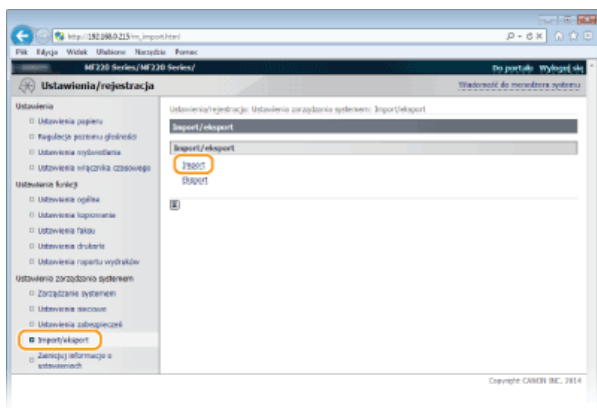 http://192.168.0.215/m_import.html
Plik Edycja Widok Ulubione Narzędzia Pomoc
MF220 Series/MF220 Series/
Do portalu Wyloguj się
Ustawienia/rejestracja
Wiadomość do menedżera systemu
Ustawienia
Ustawienia papieru
Regulacja poziomu głośności
Ustawienia wyświetlania
Ustawienia włącznika czasowego
Ustawienia funkcji
Ustawienia ogólne
Ustawienia kopiowania
Ustawienia faksu
Ustawienia drukarki
Ustawienia raportu wydruków
Ustawienia zarządzania systemem
Zarządzanie systemem
Ustawienia sieciowe
Ustawienia zabezpieczeń
Import/eksport
Zainicjuj informacje o
ustawieniach
Ustawienia/rejestracja: Ustawienia zarządzania systemem: Import/eksport
Import/eksport
Import/eksport
Import
Eksport
Copyright CANON INC. 2014